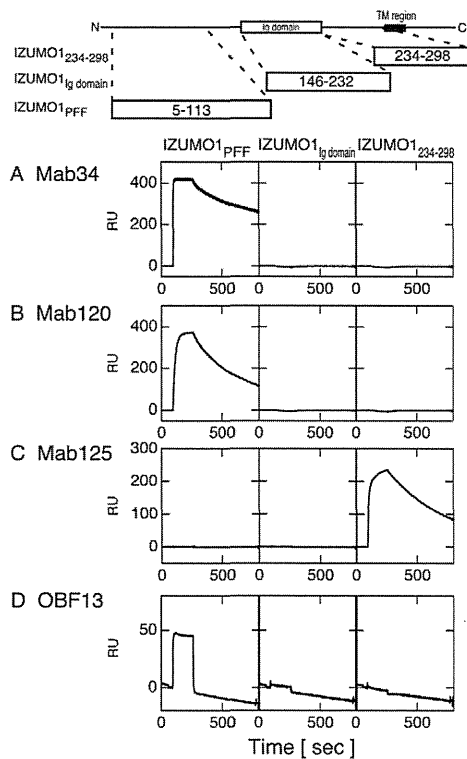 N Ig domain TM region C
IZUMO1234-298 234-298
IZUMO1Ig domain 146-232
IZUMO1PFF 5-113
IZUMO1PFF IZUMO1Ig domain IZUMO1234-298
A Mab34
RU
400
200
0
0 500 0 500 0 500
B Mab120
RU
400
200
0
0 500 0 500 0 500
C Mab125
RU
300
200
100
0
0 500 0 500 0 500
D OBF13
RU
50
0
0 500 0 500 0 500
Time [ sec ]